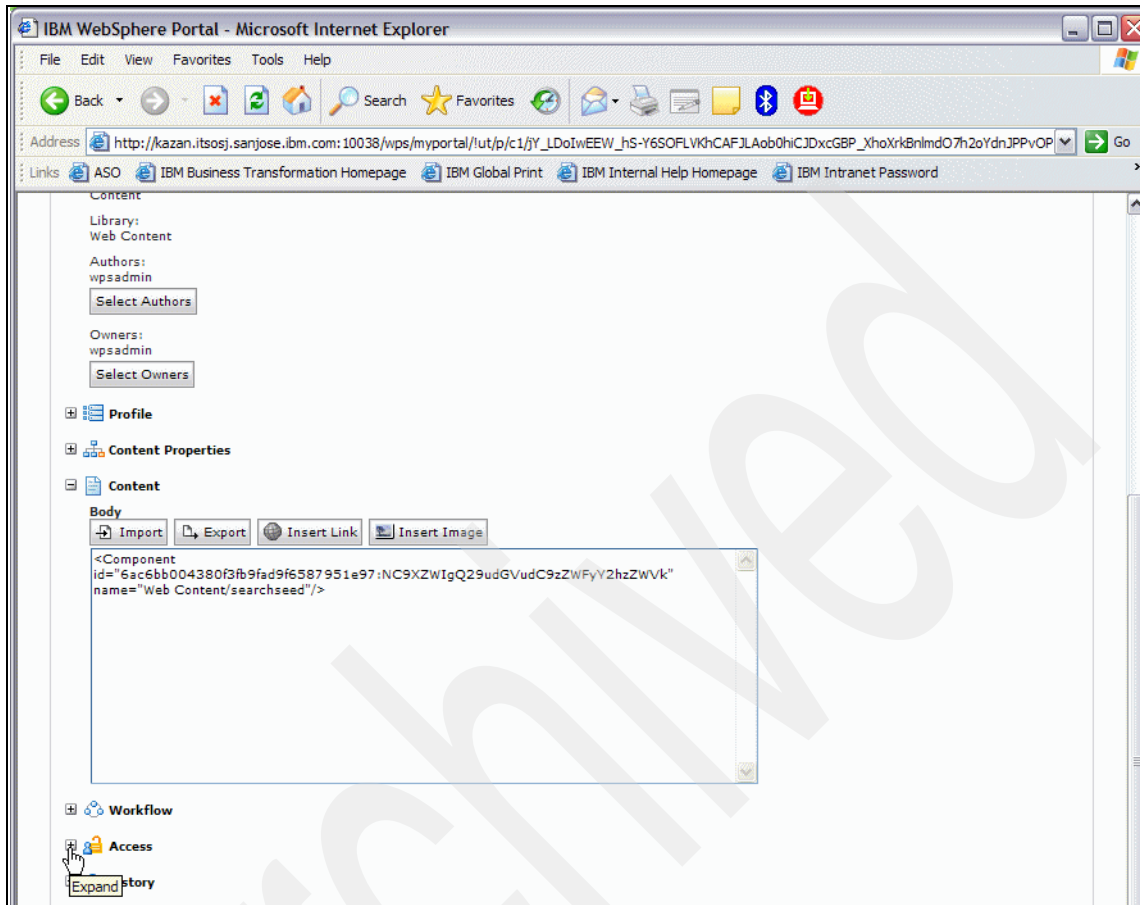 IBM WebSphere Portal - Microsoft Internet Explorer
File Edit View Favorites Tools Help
Back Search Favorites
Address http://kazan.itsosj.sanjose.ibm.com:10038/wps/myportal/!ut/p/c1/jY_LDoIwEEW_hS-Y6SOFLVKhCAFJLAob0hiCJDxcGBP_XhoXrkBnlmdO7h2oYdnJPPvOP Go
Links ASO IBM Business Transformation Homepage IBM Global Print IBM Internal Help Homepage IBM Intranet Password
Content
Library:
Web Content
Authors:
wpsadmin
Select Authors
Owners:
wpsadmin
Select Owners
Profile
Content Properties
Content
Body
Import Export Insert Link Insert Image
<Component
id="6ac6bb004380f3fb9fad9f6587951e97:NC9XZWIgQ29udGVudC9zZWFyY2hzZWVk"
name="Web Content/searchseed"/>
Workflow
Access
Expand story